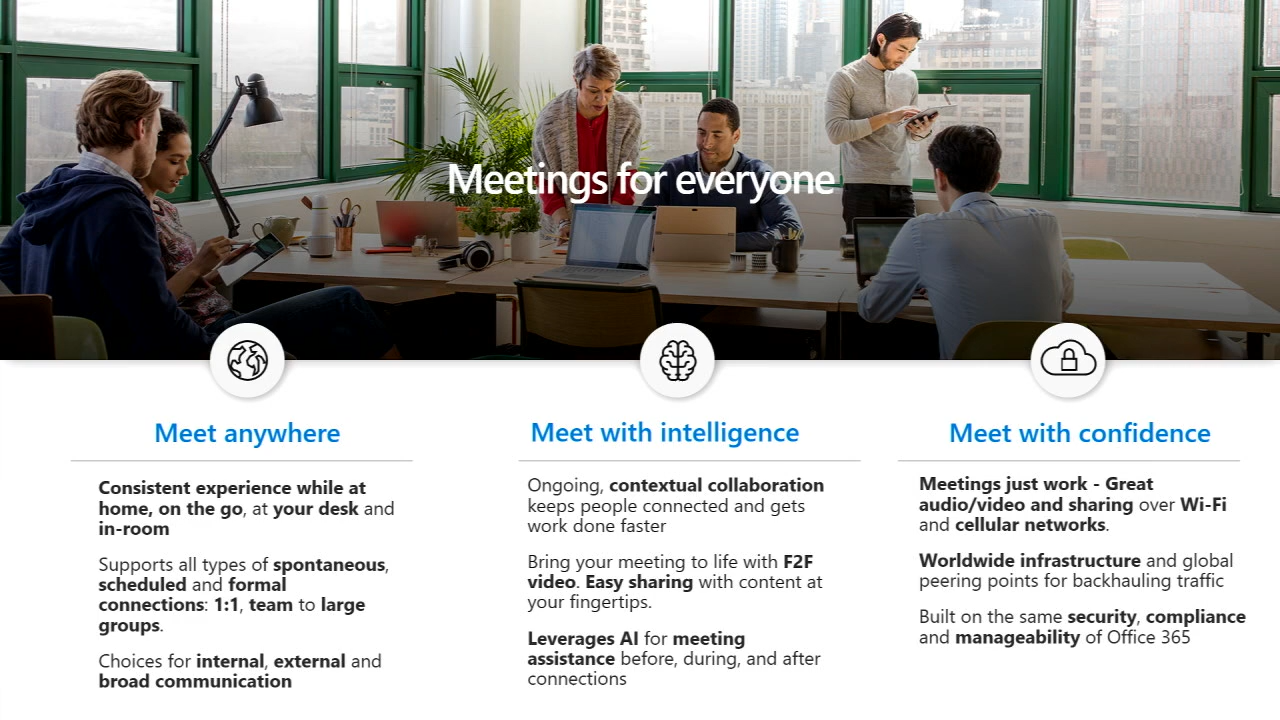 Meetings for everyone
Meet anywhere
Consistent experience while at
home, on the go, at your desk and
in-room
Supports all types of spontaneous,
scheduled and formal
connections: 1:1, team to large
groups.
Choices for internal, external and
broad communication
Meet with intelligence
Ongoing, contextual collaboration
keeps people connected and gets
work done faster
Bring your meeting to life with F2F
video. Easy sharing with content at
your fingertips.
Leverages AI for meeting
assistance before, during, and after
connections
Meet with confidence
Meetings just work - Great
audio/video and sharing over Wi-Fi
and cellular networks.
Worldwide infrastructure and global
peering points for backhauling traffic
Built on the same security, compliance
and manageability of Office 365